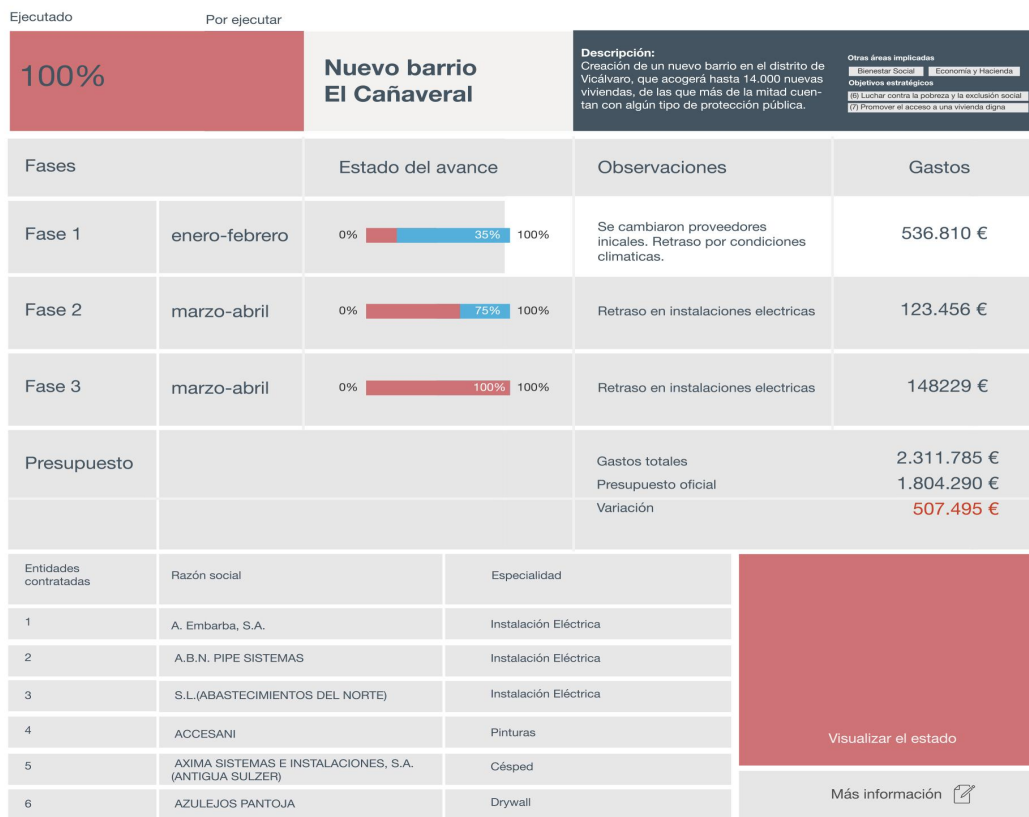 Ejecutado
Por ejecutar
100%
Nuevo barrio
El Cañaveral
Descripción:
Creación de un nuevo barrio en el distrito de
Vicálvaro, que acogerá hasta 14.000 nuevas
viviendas, de las que más de la mitad cuen-
tan con algún tipo de protección pública.
Otras áreas implicadas
Bienestar Social Economía y Hacienda
Objetivos estratégicos
(6) Luchar contra la pobreza y la exclusión social
(7) Promover el acceso a una vivienda digna
Fases Estado del avance Observaciones Gastos
Fase 1 enero-febrero 0% 35% 100%
Se cambiaron proveedores
inicales. Retraso por condiciones
climaticas.
536.810 €
Fase 2 marzo-abril 0% 75% 100% Retraso en instalaciones electricas 123.456 €
Fase 3 marzo-abril 0% 100% 100% Retraso en instalaciones electricas 148229 €
Presupuesto
Gastos totales 2.311.785 €
Presupuesto oficial 1.804.290 €
Variación 507.495 €
Entidades
contratadas
Razón social Especialidad
1 A. Embarba, S.A. Instalación Eléctrica
2 A.B.N. PIPE SISTEMAS Instalación Eléctrica
3 S.L.(ABASTECIMIENTOS DEL NORTE) Instalación Eléctrica
4 ACCESANI Pinturas
5 AXIMA SISTEMAS E INSTALACIONES, S.A.
(ANTIGUA SULZER)
Césped
6 AZULEJOS PANTOJA Drywall
Visualizar el estado
Más información